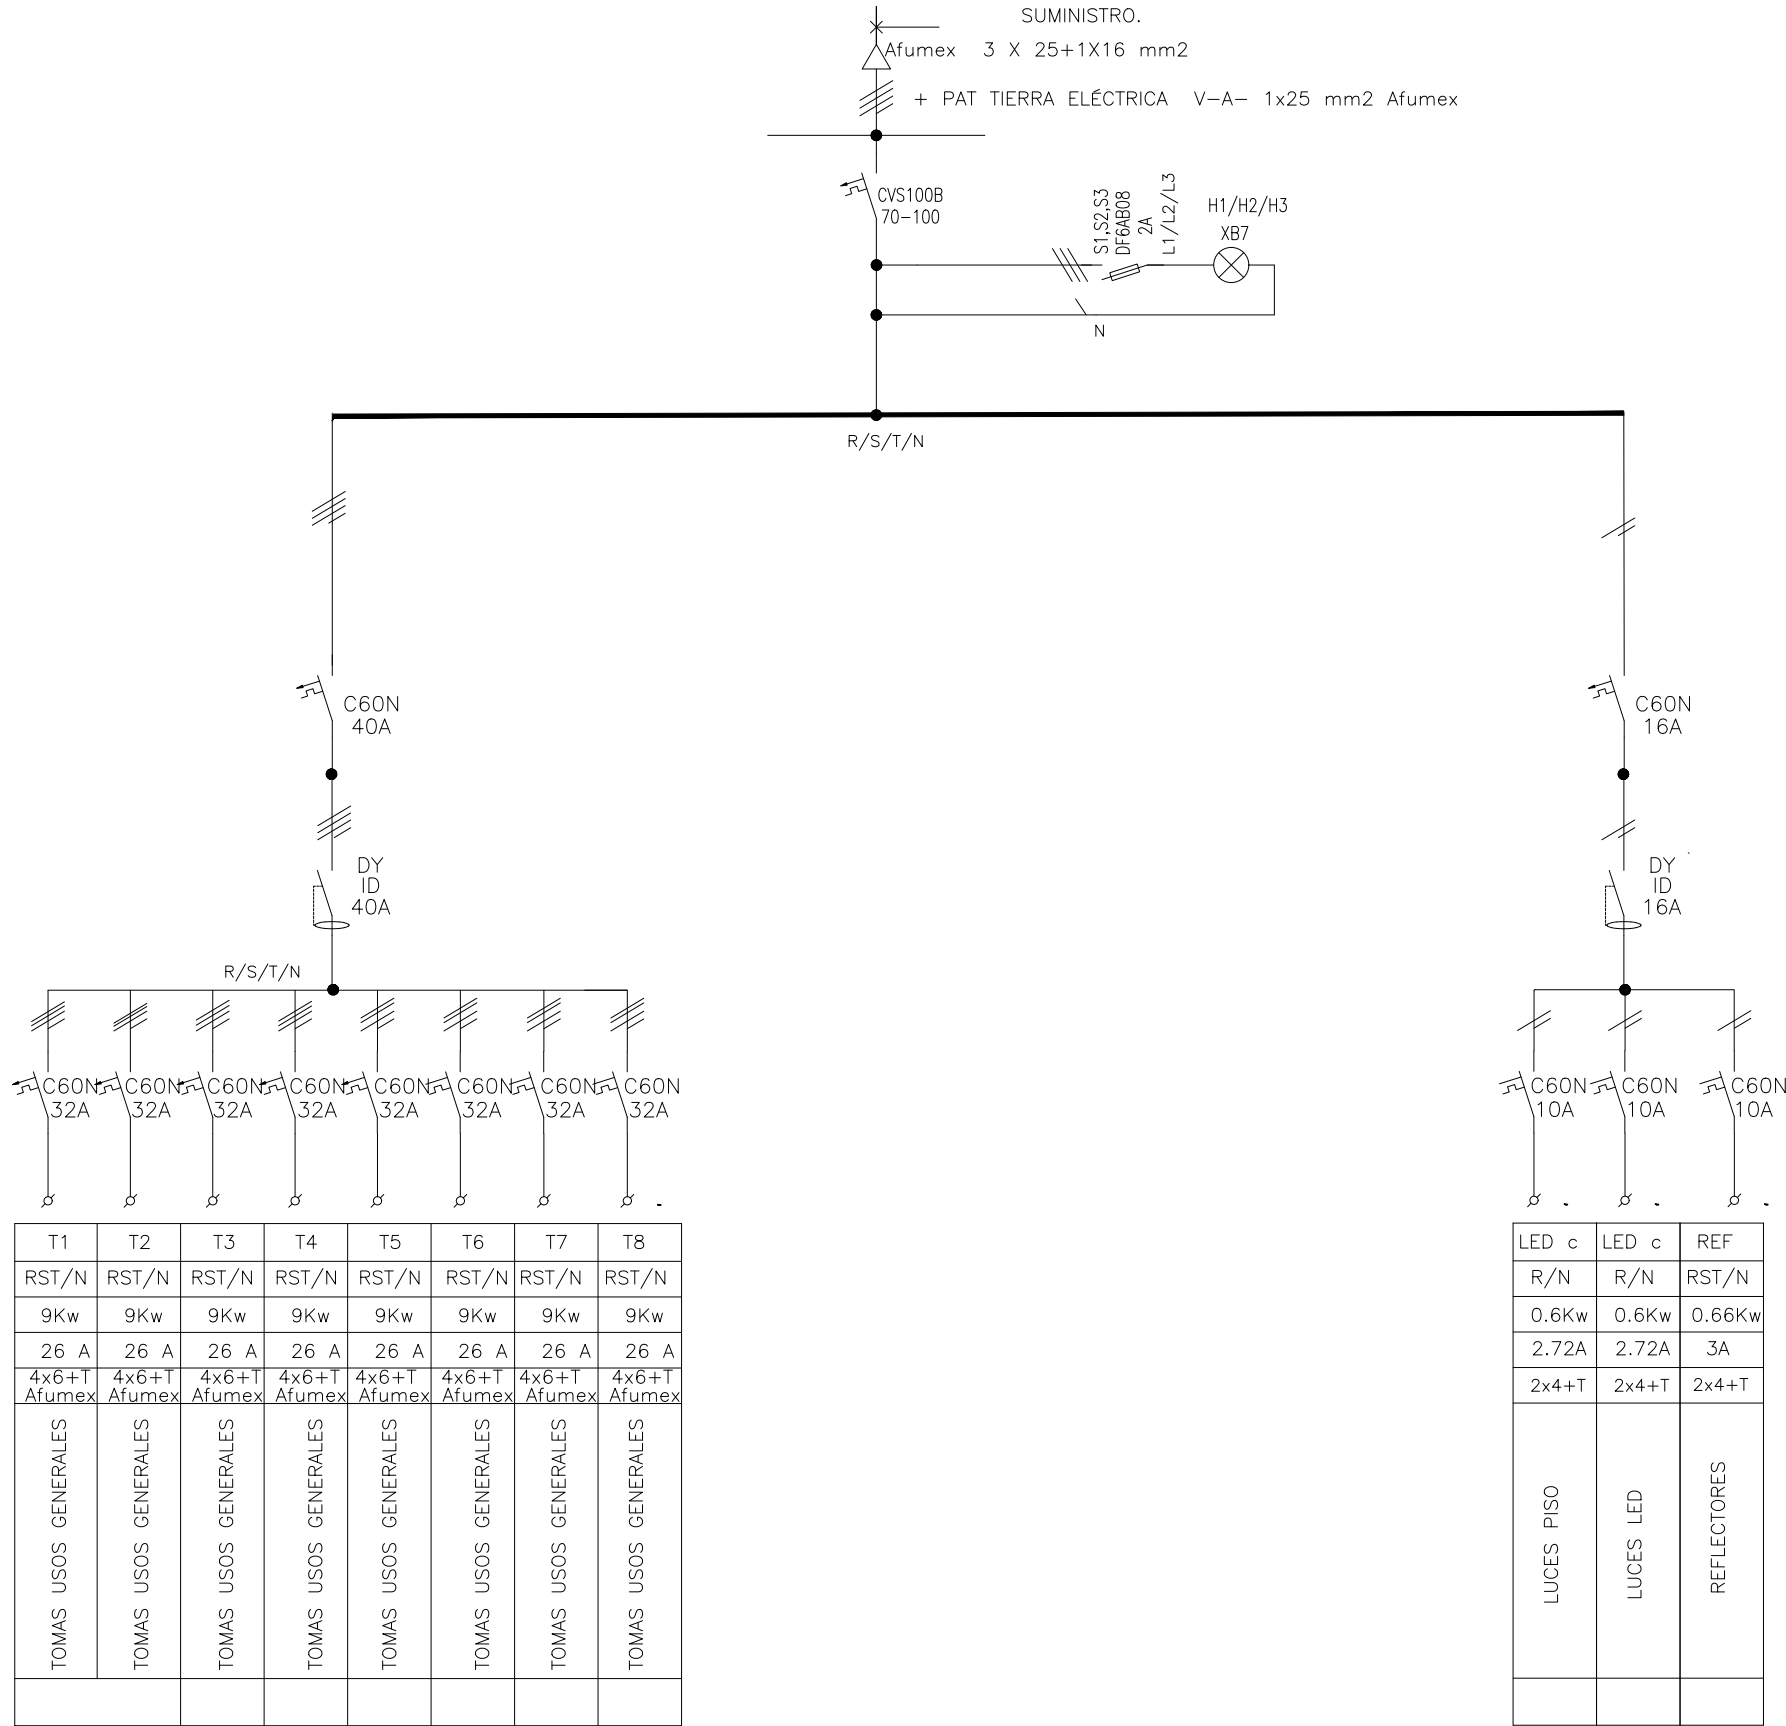 SUMINISTRO.
Afumex 3 X 25+1X16 mm2
+ PAT TIERRA ELÉCTRICA V-A- 1x25 mm2 Afumex
CVS100B
70-100
S1,S2,S3
DF6AB08
2A
L1/L2/L3
H1/H2/H3
XB7
N
R/S/T/N
C60N
40A
C60N
16A
DY
ID
40A
DY
ID
16A
R/S/T/N
C60N C60N C60N C60N C60N C60N C60N C60N
32A 32A 32A 32A 32A 32A 32A 32A
C60N C60N C60N
10A 10A 10A
T1 T2 T3 T4 T5 T6 T7 T8
RST/N RST/N RST/N RST/N RST/N RST/N RST/N RST/N
9Kw 9Kw 9Kw 9Kw 9Kw 9Kw 9Kw 9Kw
26 A 26 A 26 A 26 A 26 A 26 A 26 A 26 A
4x6+T 4x6+T 4x6+T 4x6+T 4x6+T 4x6+T 4x6+T 4x6+T
Afumex Afumex Afumex Afumex Afumex Afumex Afumex Afumex
TOMAS USOS GENERALES
TOMAS USOS GENERALES
TOMAS USOS GENERALES
TOMAS USOS GENERALES
TOMAS USOS GENERALES
TOMAS USOS GENERALES
TOMAS USOS GENERALES
TOMAS USOS GENERALES
LED c LED c REF
R/N R/N RST/N
0.6Kw 0.6Kw 0.66Kw
2.72A 2.72A 3A
2x4+T 2x4+T 2x4+T
LUCES PISO
LUCES LED
REFLECTORES